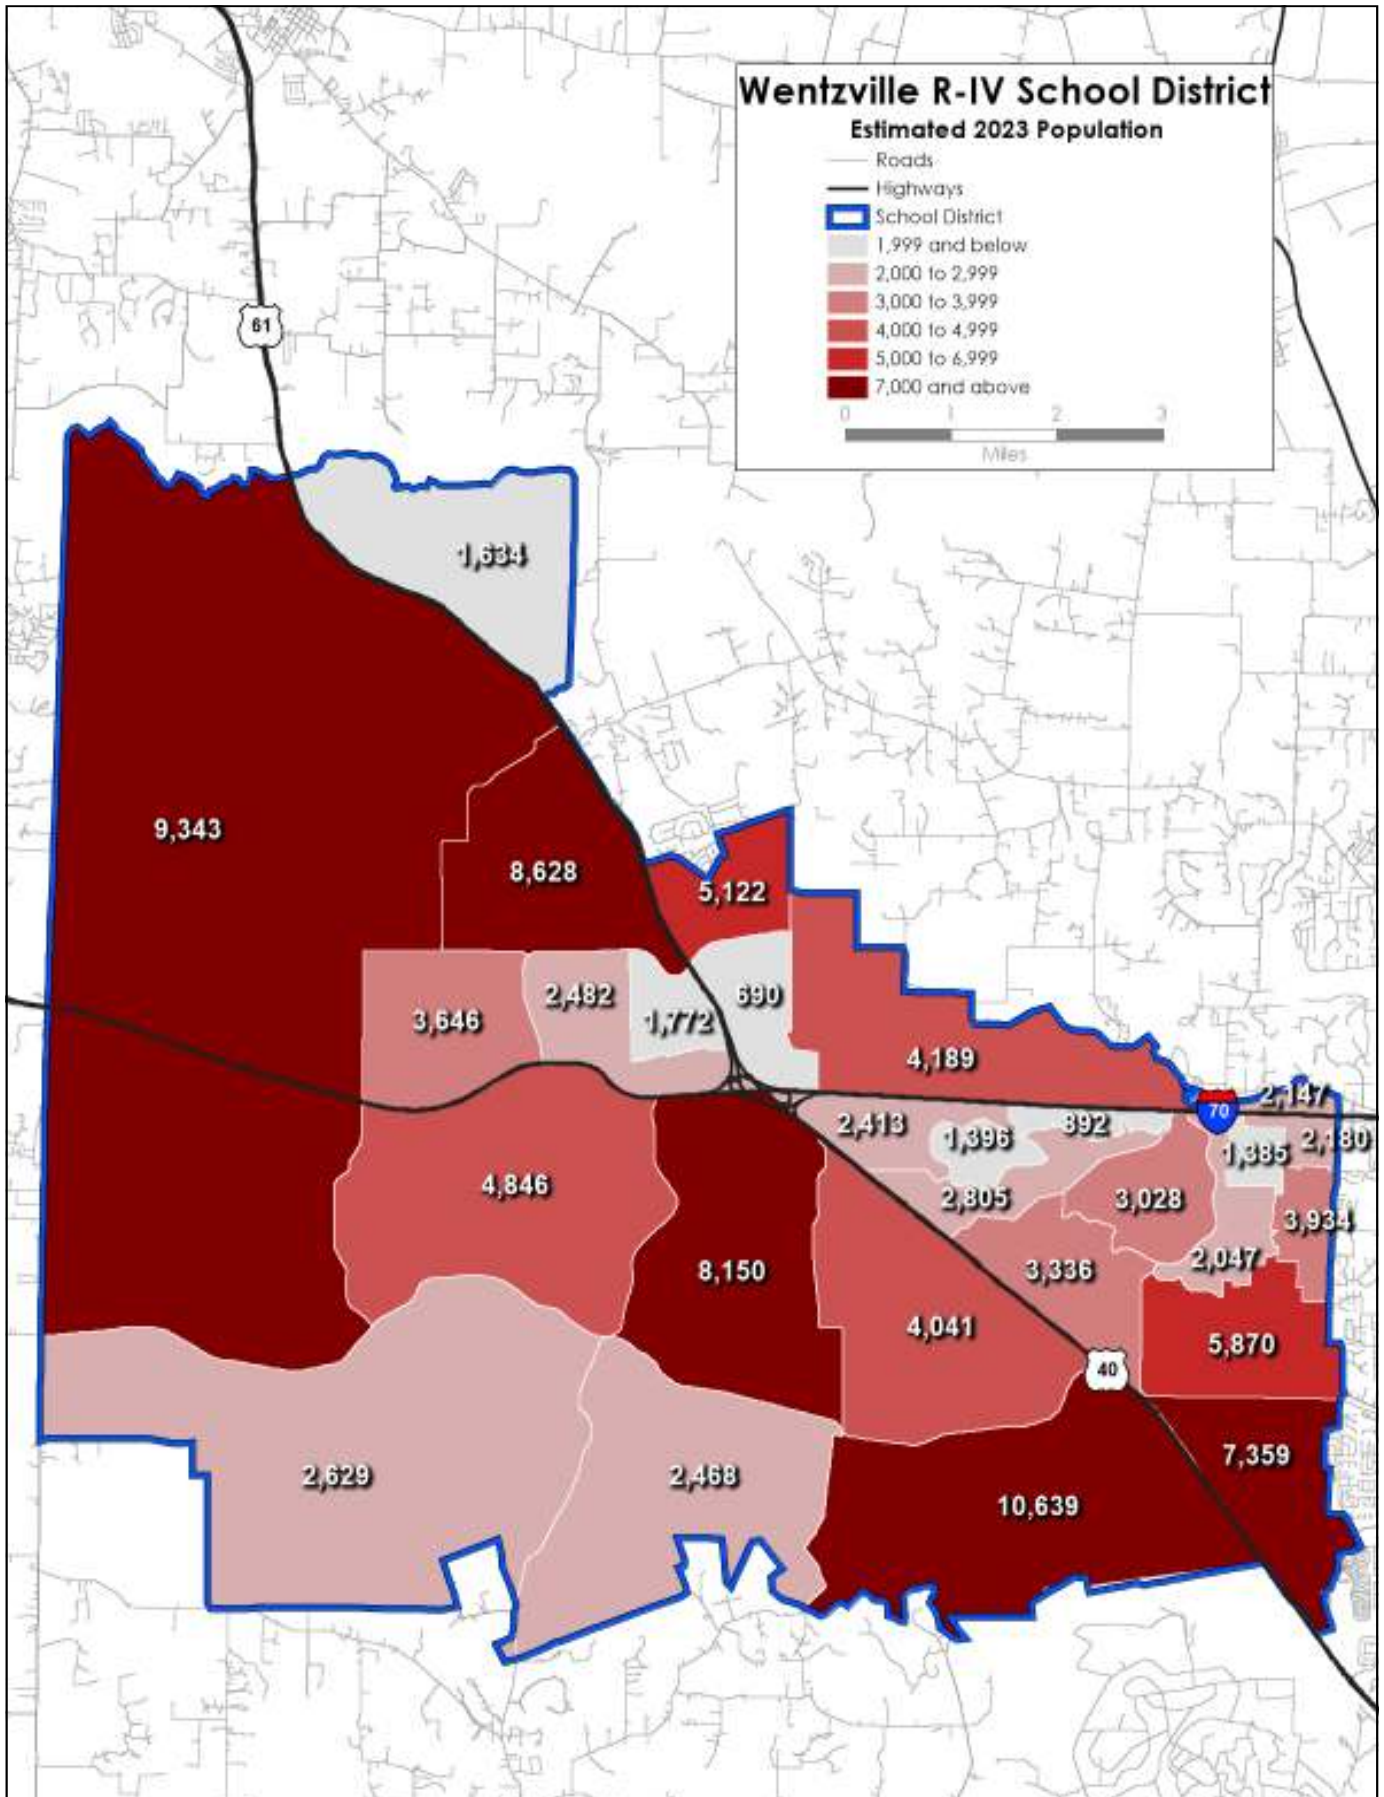 Wentzville R-IV School District
Estimated 2023 Population
Roads
Highways
School District
1,999 and below
2,000 to 2,999
3,000 to 3,999
4,000 to 4,999
5,000 to 6,999
7,000 and above
0 1 2 3
Miles
61
1,634
9,343
8,628
5,122
3,646
2,482
1,772
690
4,189
2,147
70
2,413
1,396
892
1,385
2,180
4,846
2,805
3,028
3,934
8,150
3,336
2,047
4,041
5,870
40
2,629
2,468
10,639
7,359